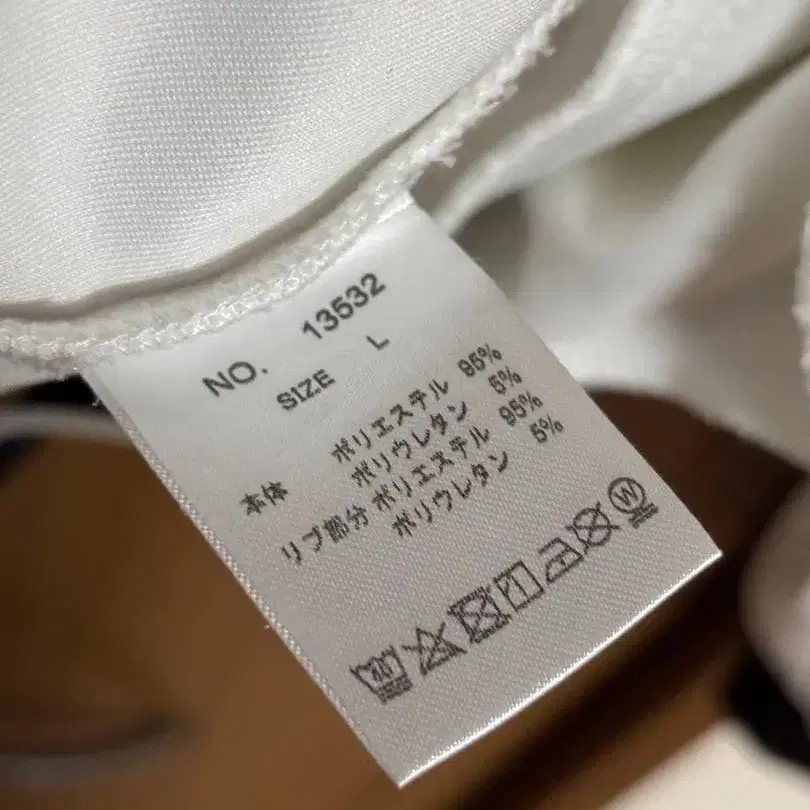 NO. 13532
SIZE L
本体 ポリエステル 95%
ポリウレタン 5%
リブ部分 ポリエステル 95%
ポリウレタン 5%
40
W